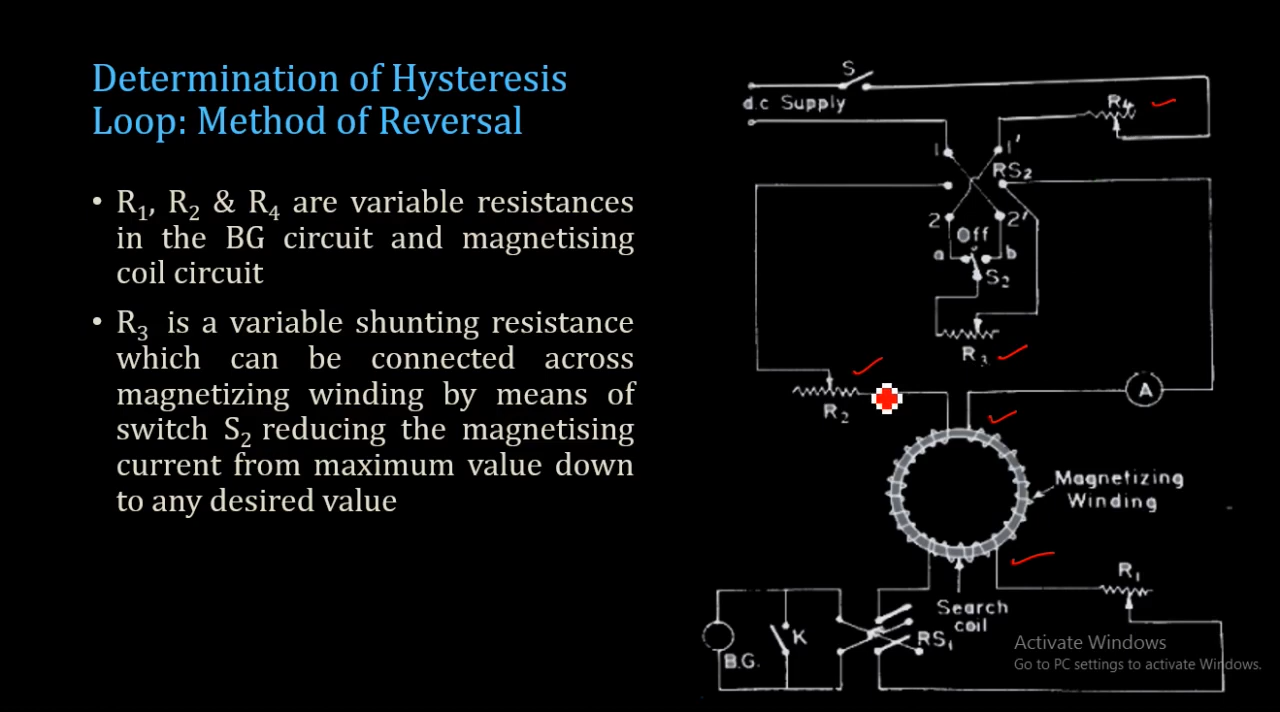 Determination of Hysteresis
Loop: Method of Reversal
• R₁, R₂ & R₄ are variable resistances
in the BG circuit and magnetising
coil circuit
• R₃ is a variable shunting resistance
which can be connected across
magnetizing winding by means of
switch S₂ reducing the magnetising
current from maximum value down
to any desired value
S
d.c Supply
R₄
1
1'
RS₂
2
2'
Off
a
b
S₂
R₃
R₂
A
Magnetizing
Winding
R₁
Search
coil
K
RS₁
B.G.
Activate Windows
Go to PC settings to activate Windows.